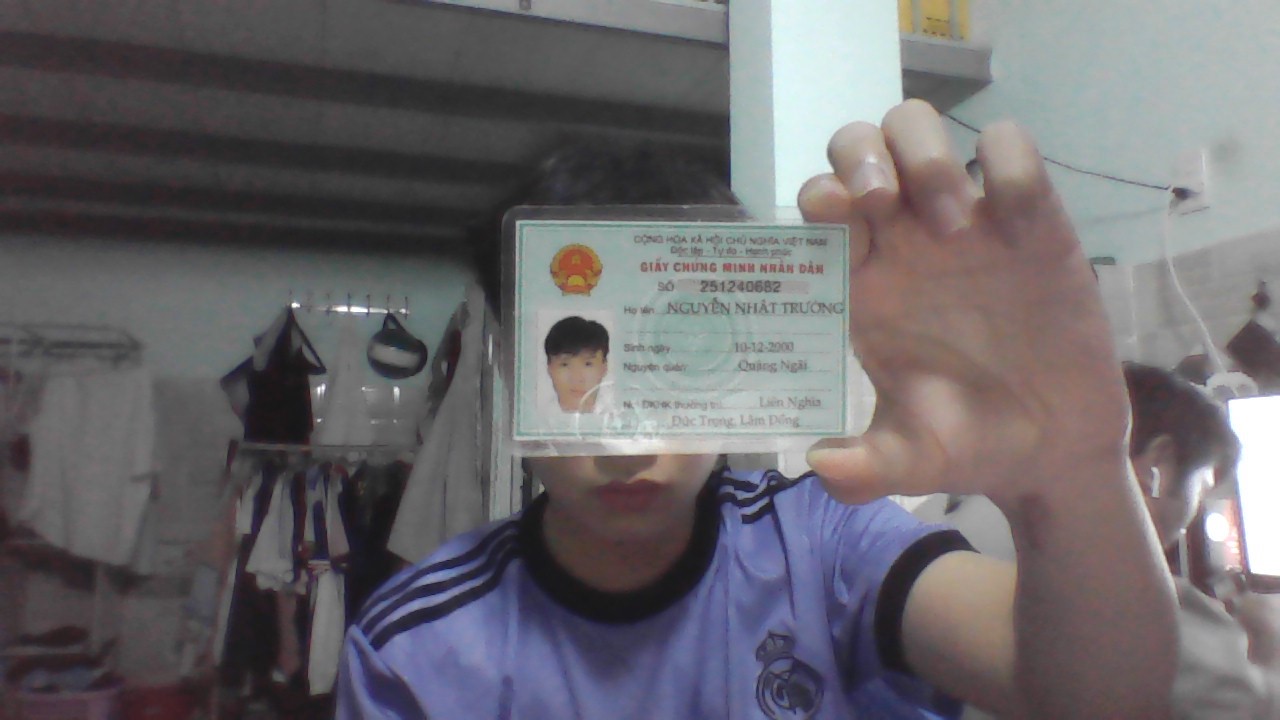 CỘNG HÒA XÃ HỘI CHỦ NGHĨA VIỆT NAM
Độc lập - Tự do - Hạnh phúc
GIẤY CHỨNG MINH NHÂN DÂN
SỐ 251240682
Họ tên NGUYỄN NHẬT TRƯỜNG
Sinh ngày 10-12-2000
Nguyên quán: Quảng Ngãi
Nơi ĐKHK thường trú Liên Nghĩa
Đức Trọng, Lâm Đồng